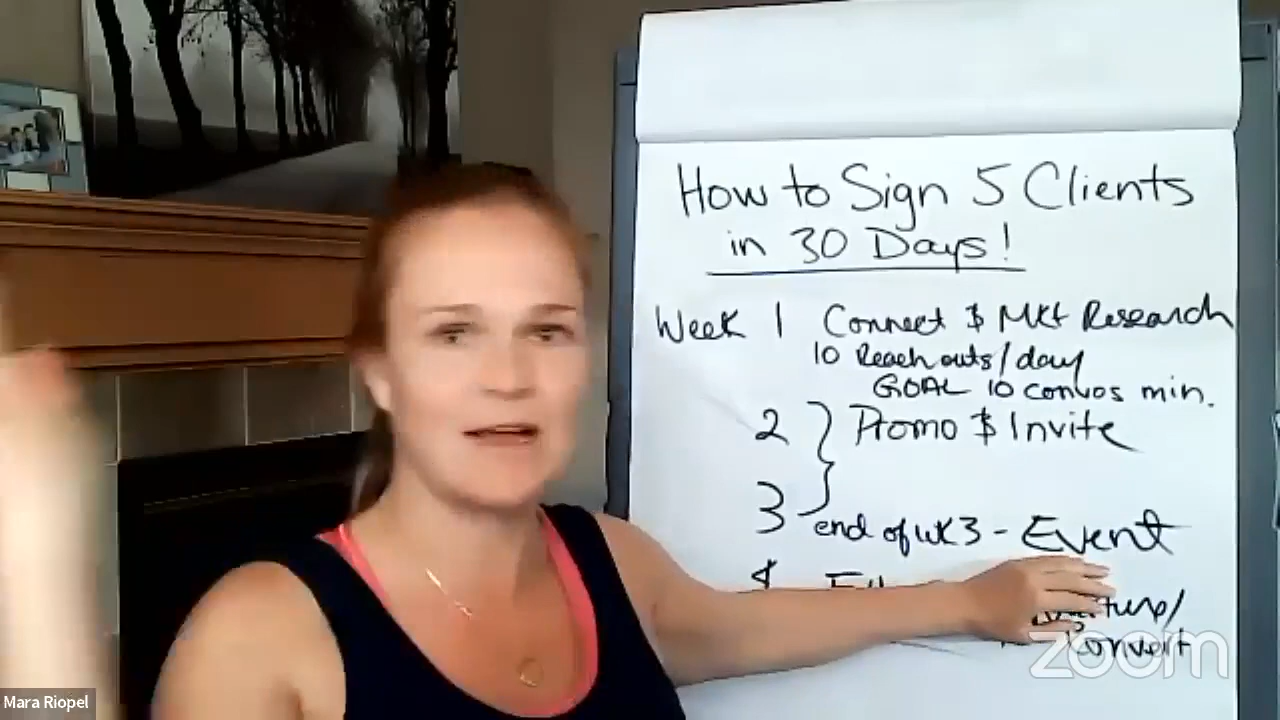 How to Sign 5 Clients
in 30 Days!
Week 1 Connect $ Mkt Research
10 Reach outs/day
GOAL 10 convos min.
2 } Promo $ Invite
3
end of wk3 - Event
4
Convert
zoom
Mara Riopel